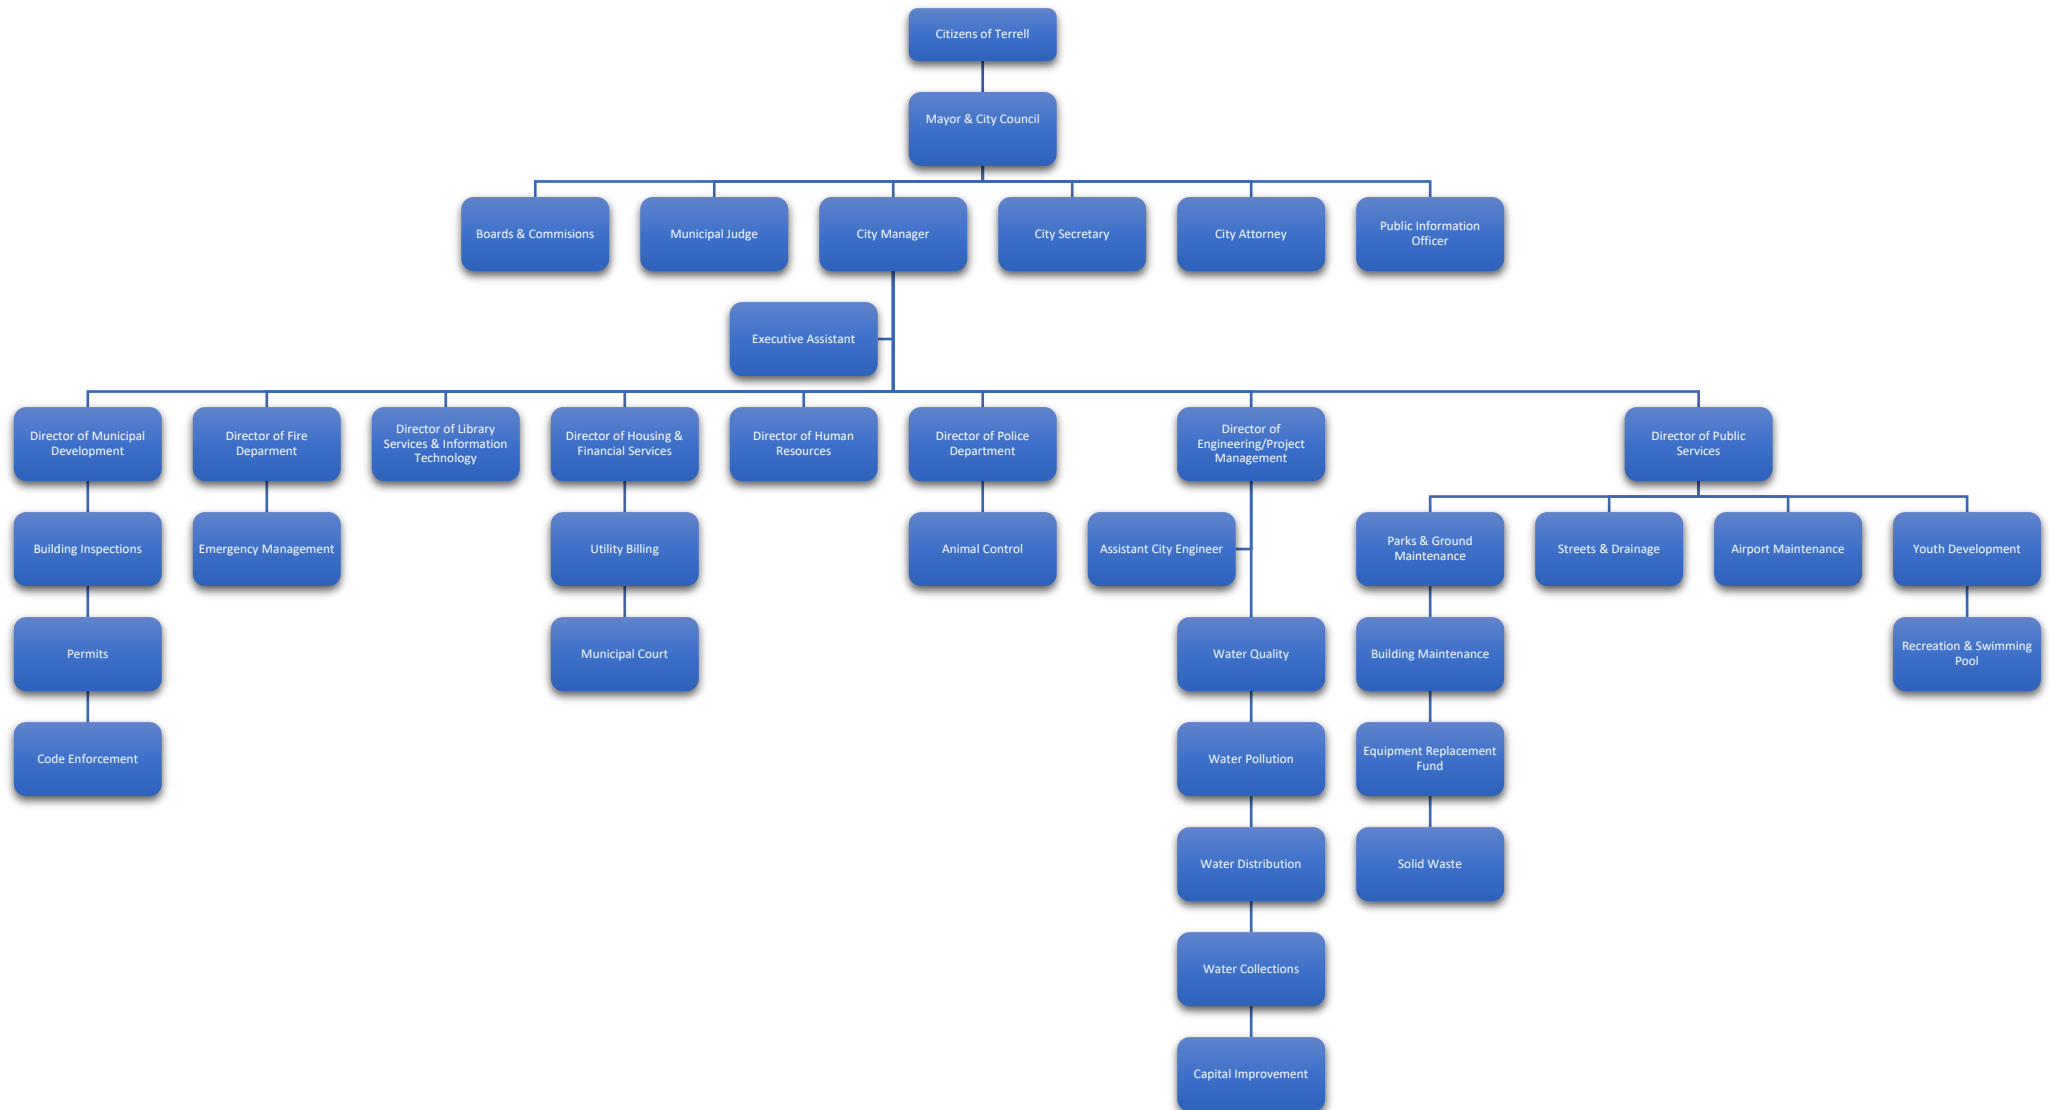 Citizens of Terrell
Mayor & City Council
Boards & Commisions
Municipal Judge
City Manager
City Secretary
City Attorney
Public Information
Officer
Executive Assistant
Director of Municipal
Development
Director of Fire
Deparment
Director of Library
Services & Information
Technology
Director of Housing &
Financial Services
Director of Human
Resources
Director of Police
Department
Director of
Engineering/Project
Management
Director of Public
Services
Building Inspections
Emergency Management
Utility Billing
Animal Control
Assistant City Engineer
Parks & Ground
Maintenance
Streets & Drainage
Airport Maintenance
Youth Development
Permits
Municipal Court
Water Quality
Building Maintenance
Recreation & Swimming
Pool
Code Enforcement
Water Pollution
Equipment Replacement
Fund
Water Distribution
Solid Waste
Water Collections
Capital Improvement